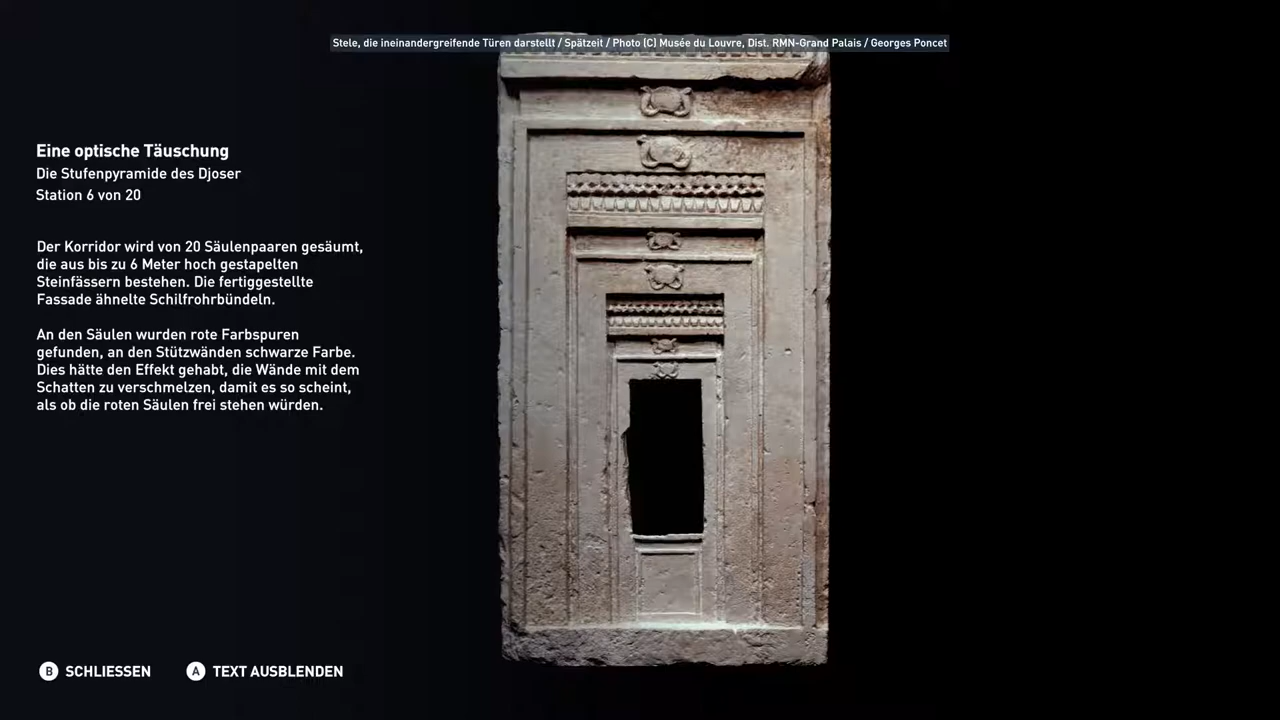 Stele, die ineinandergreifende Türen darstellt / Spätzeit / Photo (C) Musée du Louvre, Dist. RMN-Grand Palais / Georges Poncet
Eine optische Täuschung
Die Stufenpyramide des Djoser
Station 6 von 20
Der Korridor wird von 20 Säulenpaaren gesäumt,
die aus bis zu 6 Meter hoch gestapelten
Steinfässern bestehen. Die fertiggestellte
Fassade ähnelte Schilfrohrbündeln.
An den Säulen wurden rote Farbspuren
gefunden, an den Stützwänden schwarze Farbe.
Dies hätte den Effekt gehabt, die Wände mit dem
Schatten zu verschmelzen, damit es so scheint,
als ob die roten Säulen frei stehen würden.
B SCHLIESSEN A TEXT AUSBLENDEN